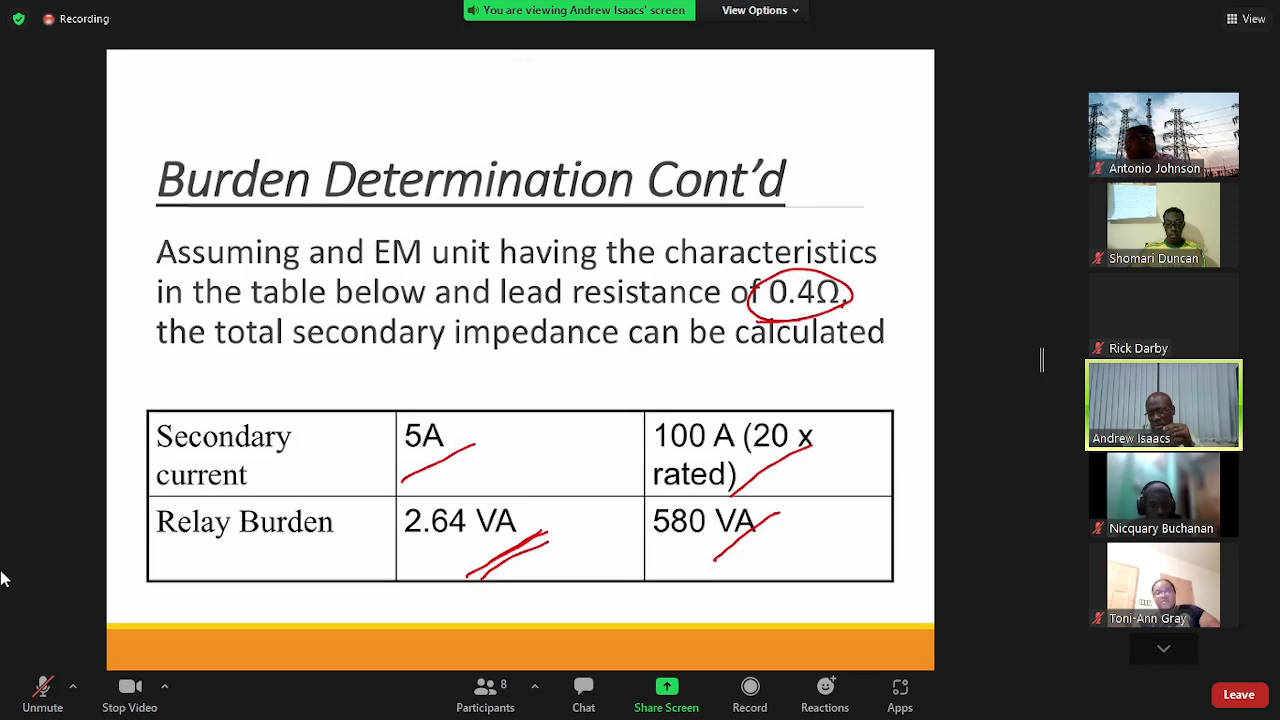 Recording
You are viewing Andrew Isaacs' screen
View Options
View
Burden Determination Cont’d
Assuming and EM unit having the characteristics
in the table below and lead resistance of 0.4Ω,
the total secondary impedance can be calculated
Secondary
current
5A
100 A (20 x
rated)
Relay Burden
2.64 VA
580 VA
Antonio Johnson
Shomari Duncan
Rick Darby
Andrew Isaacs
Nicquary Buchanan
Toni-Ann Gray
Unmute
Stop Video
Participants
8
Chat
Share Screen
Record
Reactions
Apps
Leave